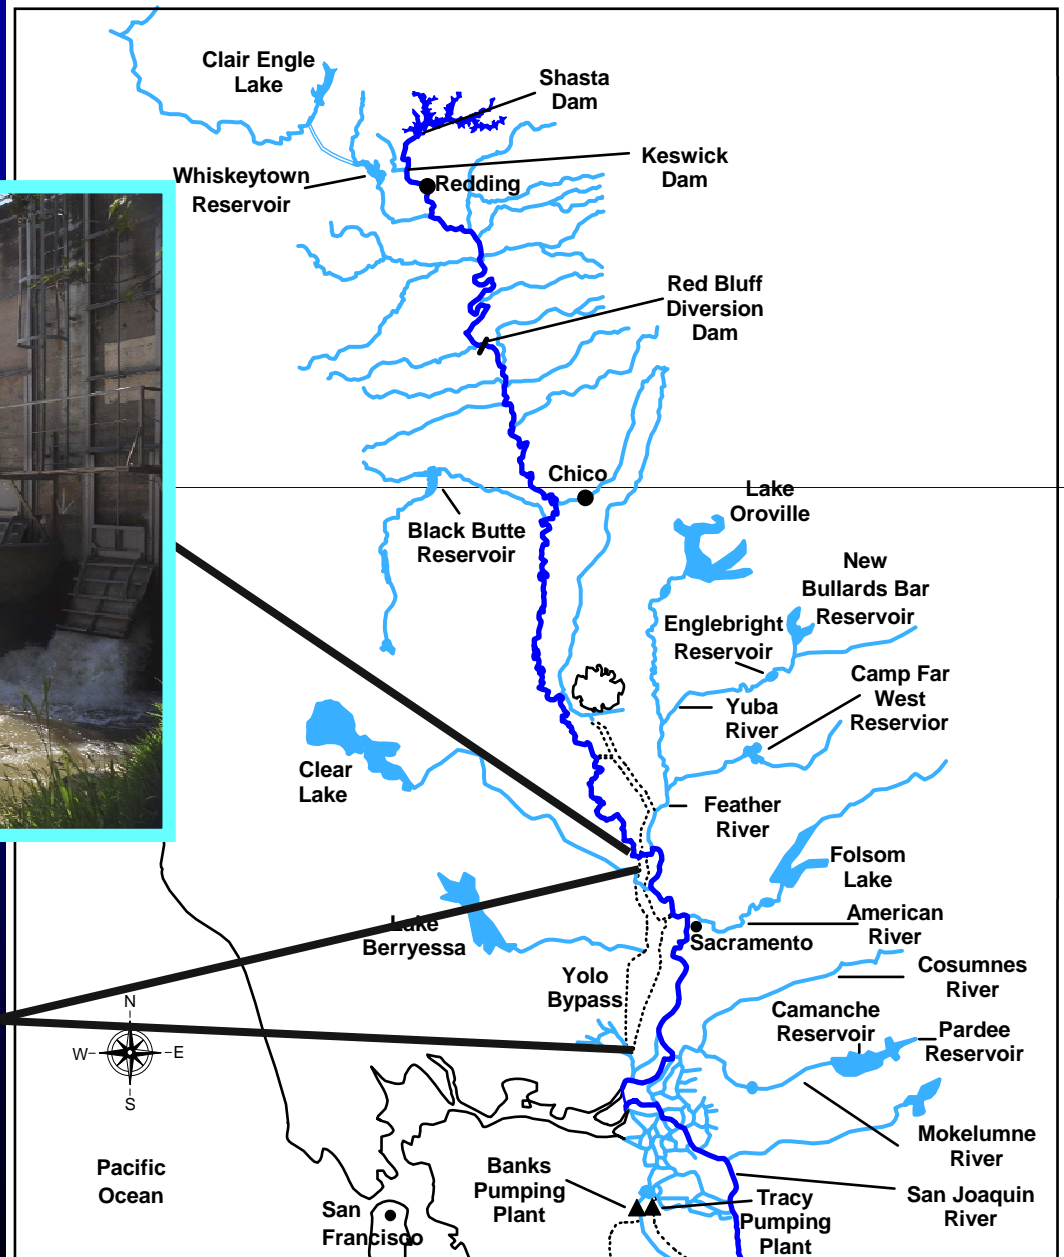 Clair Engle
Lake
Shasta
Dam
Keswick
Dam
Whiskeytown
Reservoir
Redding
Red Bluff
Diversion
Dam
Chico
Lake
Oroville
Black Butte
Reservoir
New
Bullards Bar
Reservoir
Englebright
Reservoir
Camp Far
West
Reservior
Yuba
River
Clear
Lake
Feather
River
Folsom
Lake
Lake
Berryessa
American
River
Sacramento
Cosumnes
River
Yolo
Bypass
Camanche
Reservoir
Pardee
Reservoir
N
W
E
S
Mokelumne
River
Pacific
Ocean
Banks
Pumping
Plant
San
Francisco
Tracy
Pumping
Plant
San Joaquin
River